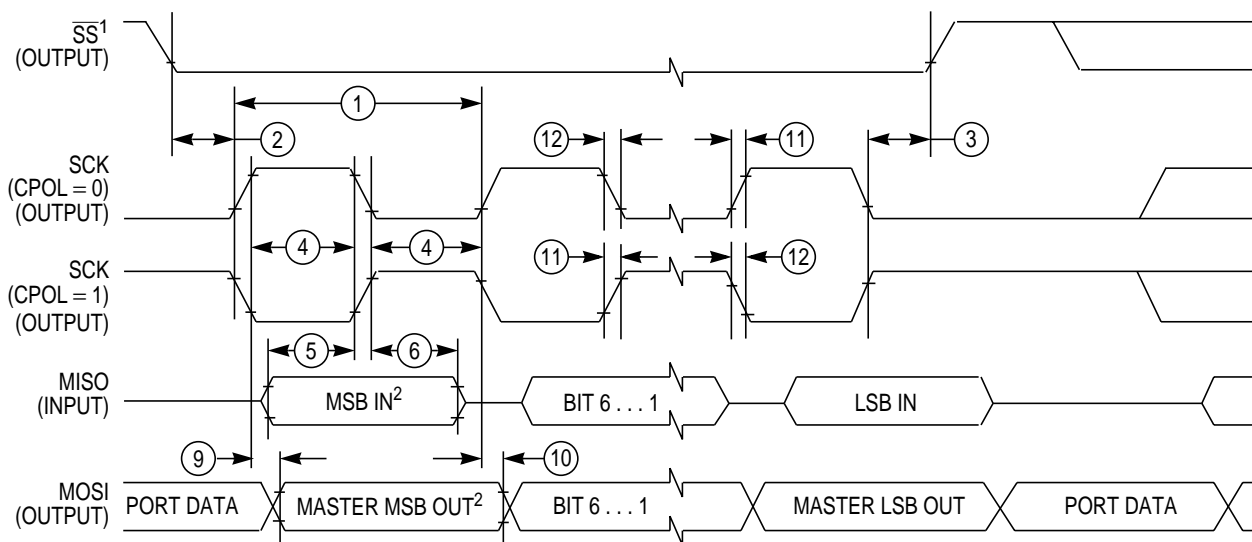 SS¹
(OUTPUT)
1
2
12
11
3
SCK
(CPOL = 0)
(OUTPUT)
4
4
SCK
(CPOL = 1)
(OUTPUT)
11
12
5
6
MISO
(INPUT)
MSB IN²
BIT 6 . . . 1
LSB IN
9
10
MOSI
(OUTPUT)
PORT DATA
MASTER MSB OUT²
BIT 6 . . . 1
MASTER LSB OUT
PORT DATA